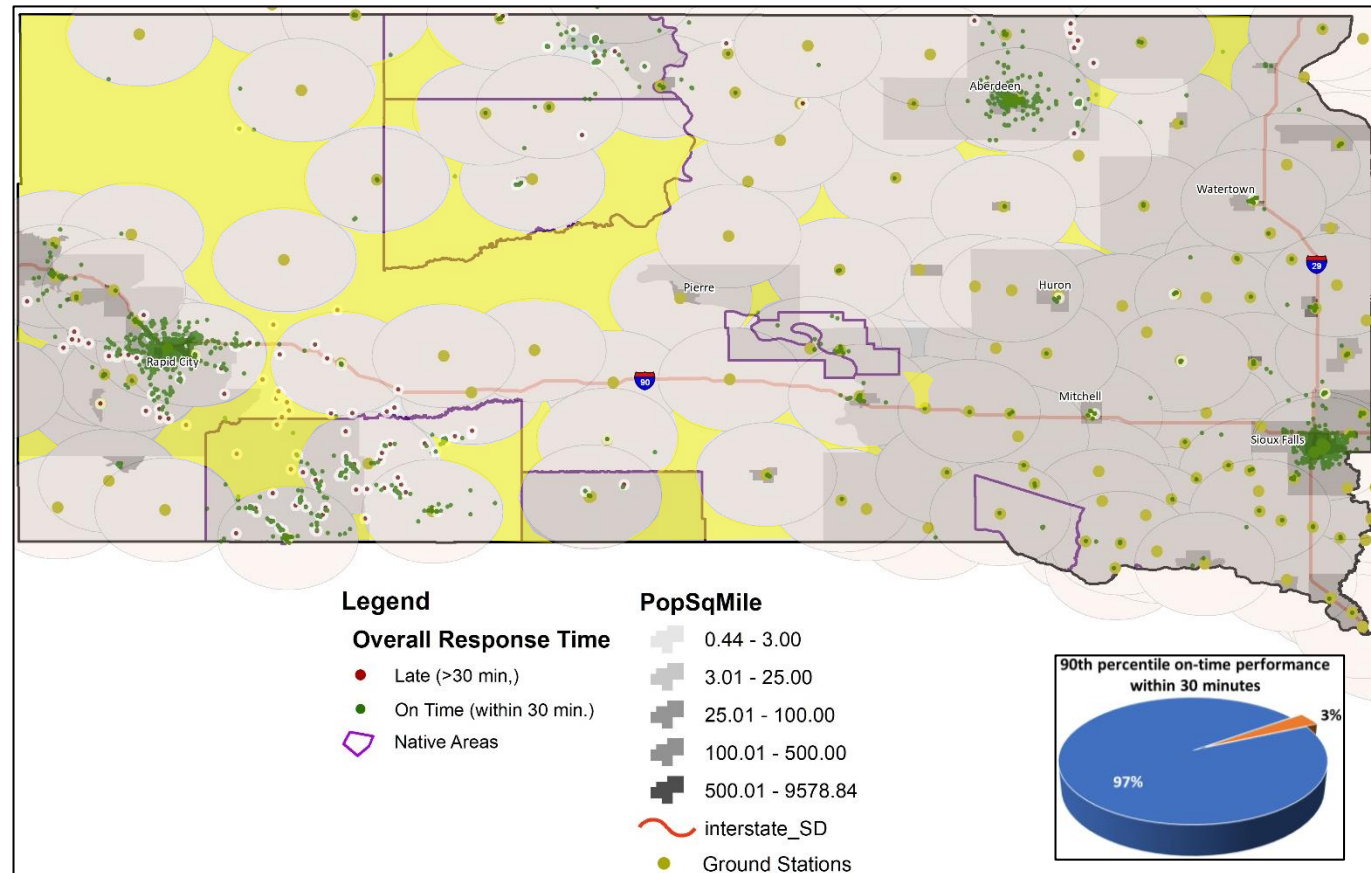 Aberdeen
Watertown
29
Pierre
Huron
Rapid City
90
Mitchell
Sioux Falls
Legend
Overall Response Time
Late (>30 min,)
On Time (within 30 min.)
Native Areas
PopSqMile
0.44 - 3.00
3.01 - 25.00
25.01 - 100.00
100.01 - 500.00
500.01 - 9578.84
interstate_SD
Ground Stations
90th percentile on-time performance
within 30 minutes
3%
97%